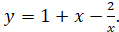 y = 1 + x − 2/x.